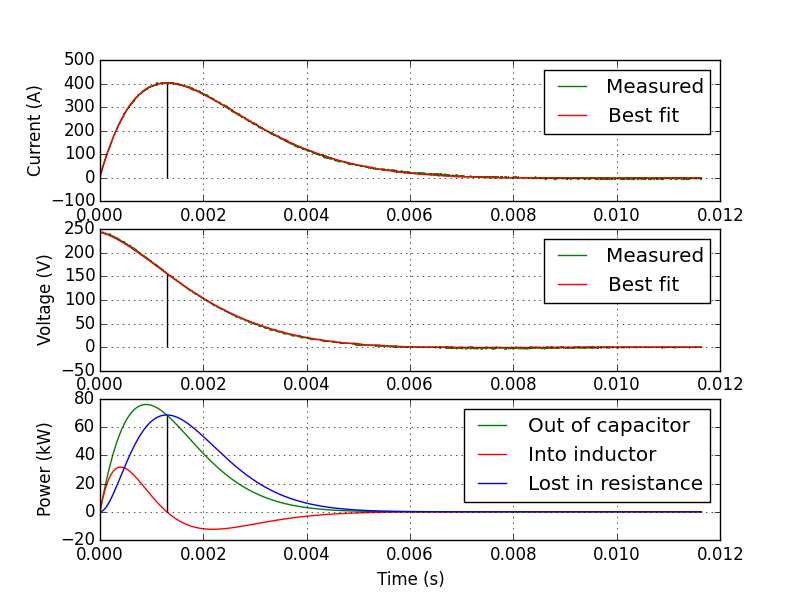 500
400
300
200
100
0
−100
Current (A)
Measured
Best fit
0.000 0.002 0.004 0.006 0.008 0.010 0.012
250
200
150
100
50
0
−50
Voltage (V)
Measured
Best fit
0.000 0.002 0.004 0.006 0.008 0.010 0.012
80
60
40
20
0
−20
Power (kW)
Out of capacitor
Into inductor
Lost in resistance
0.000 0.002 0.004 0.006 0.008 0.010 0.012
Time (s)